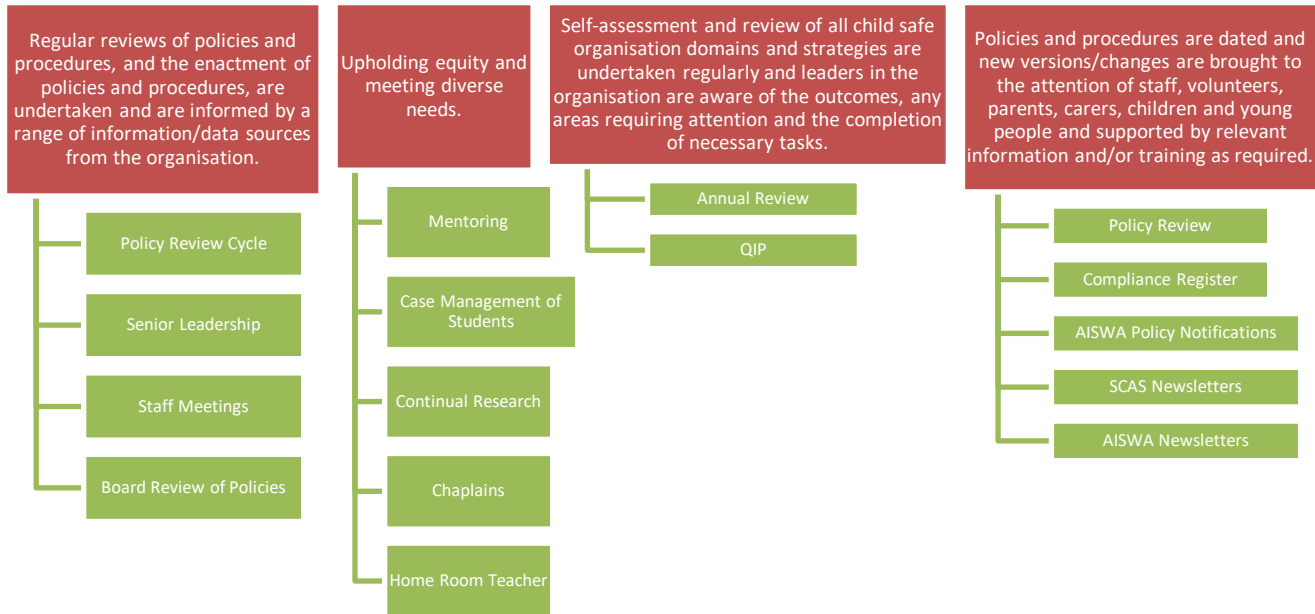 Regular reviews of policies and
procedures, and the enactment of
policies and procedures, are
undertaken and are informed by a
range of information/data sources
from the organisation.
Policy Review Cycle
Senior Leadership
Staff Meetings
Board Review of Policies
Upholding equity and
meeting diverse
needs.
Mentoring
Case Management of
Students
Continual Research
Chaplains
Home Room Teacher
Self-assessment and review of all child safe
organisation domains and strategies are
undertaken regularly and leaders in the
organisation are aware of the outcomes, any
areas requiring attention and the completion
of necessary tasks.
Annual Review
QIP
Policies and procedures are dated and
new versions/changes are brought to
the attention of staff, volunteers,
parents, carers, children and young
people and supported by relevant
information and/or training as required.
Policy Review
Compliance Register
AISWA Policy Notifications
SCAS Newsletters
AISWA Newsletters